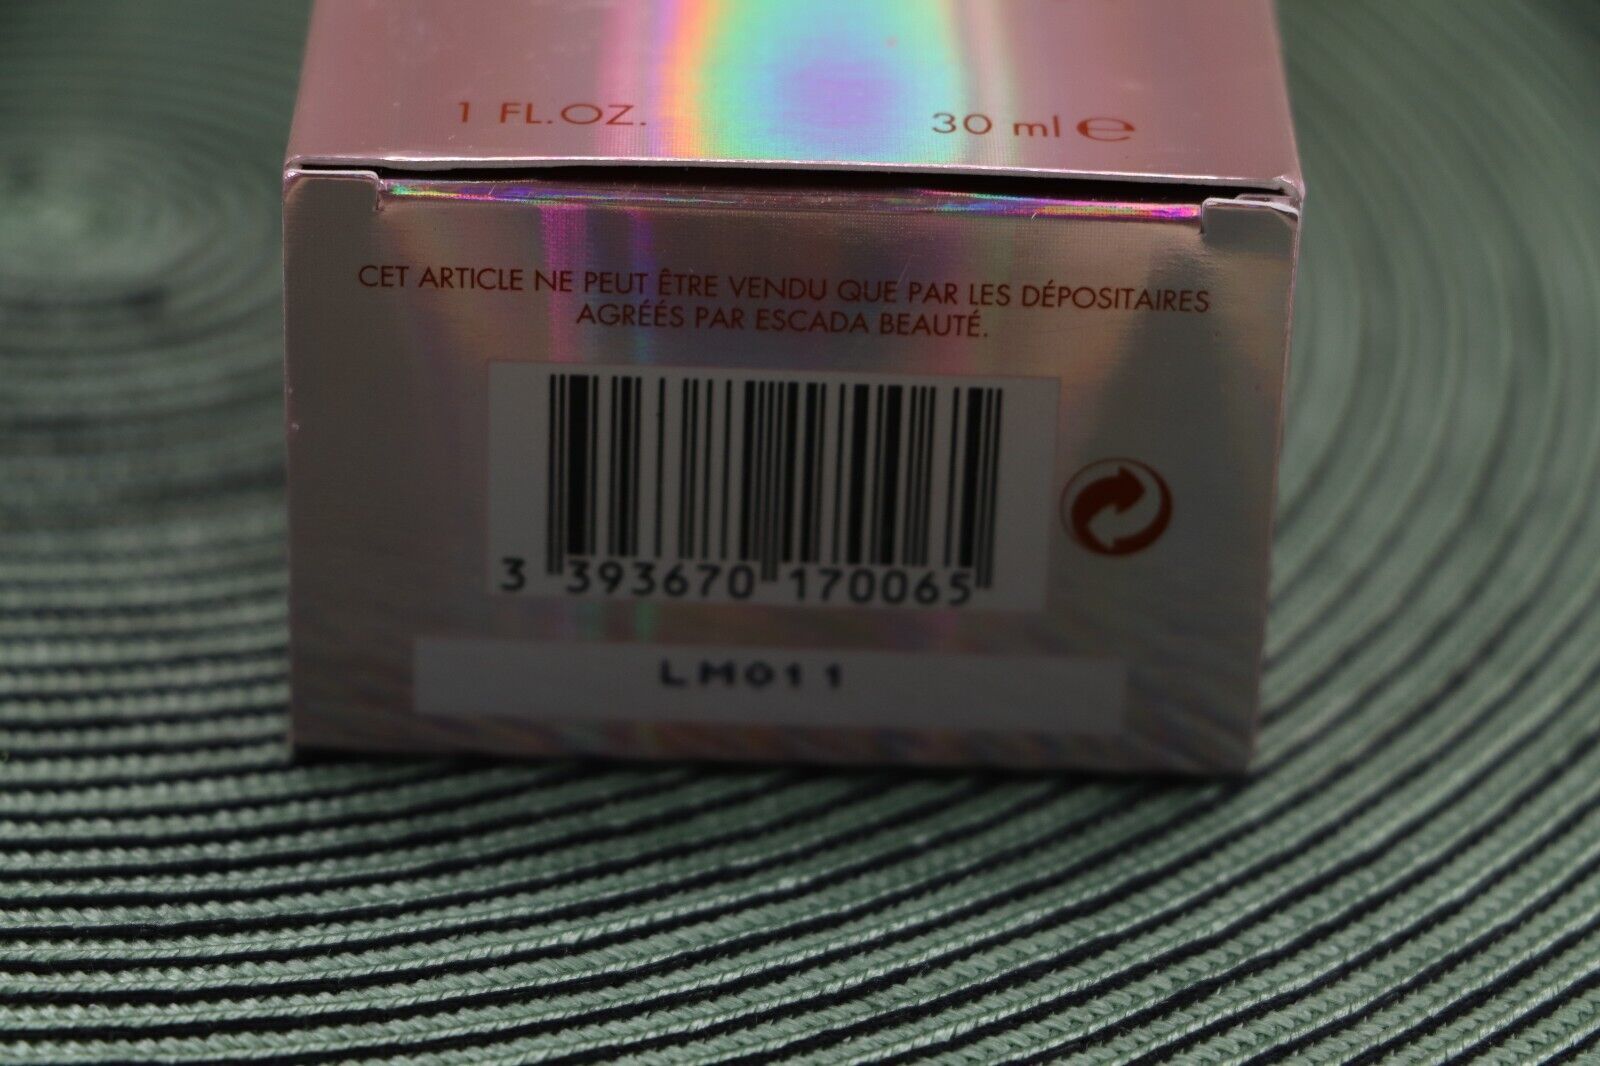 1 FL.OZ. 30 ml ℮
CET ARTICLE NE PEUT ÊTRE VENDU QUE PAR LES DÉPOSITAIRES
AGRÉÉS PAR ESCADA BEAUTÉ.
3 393670 170065
LM011